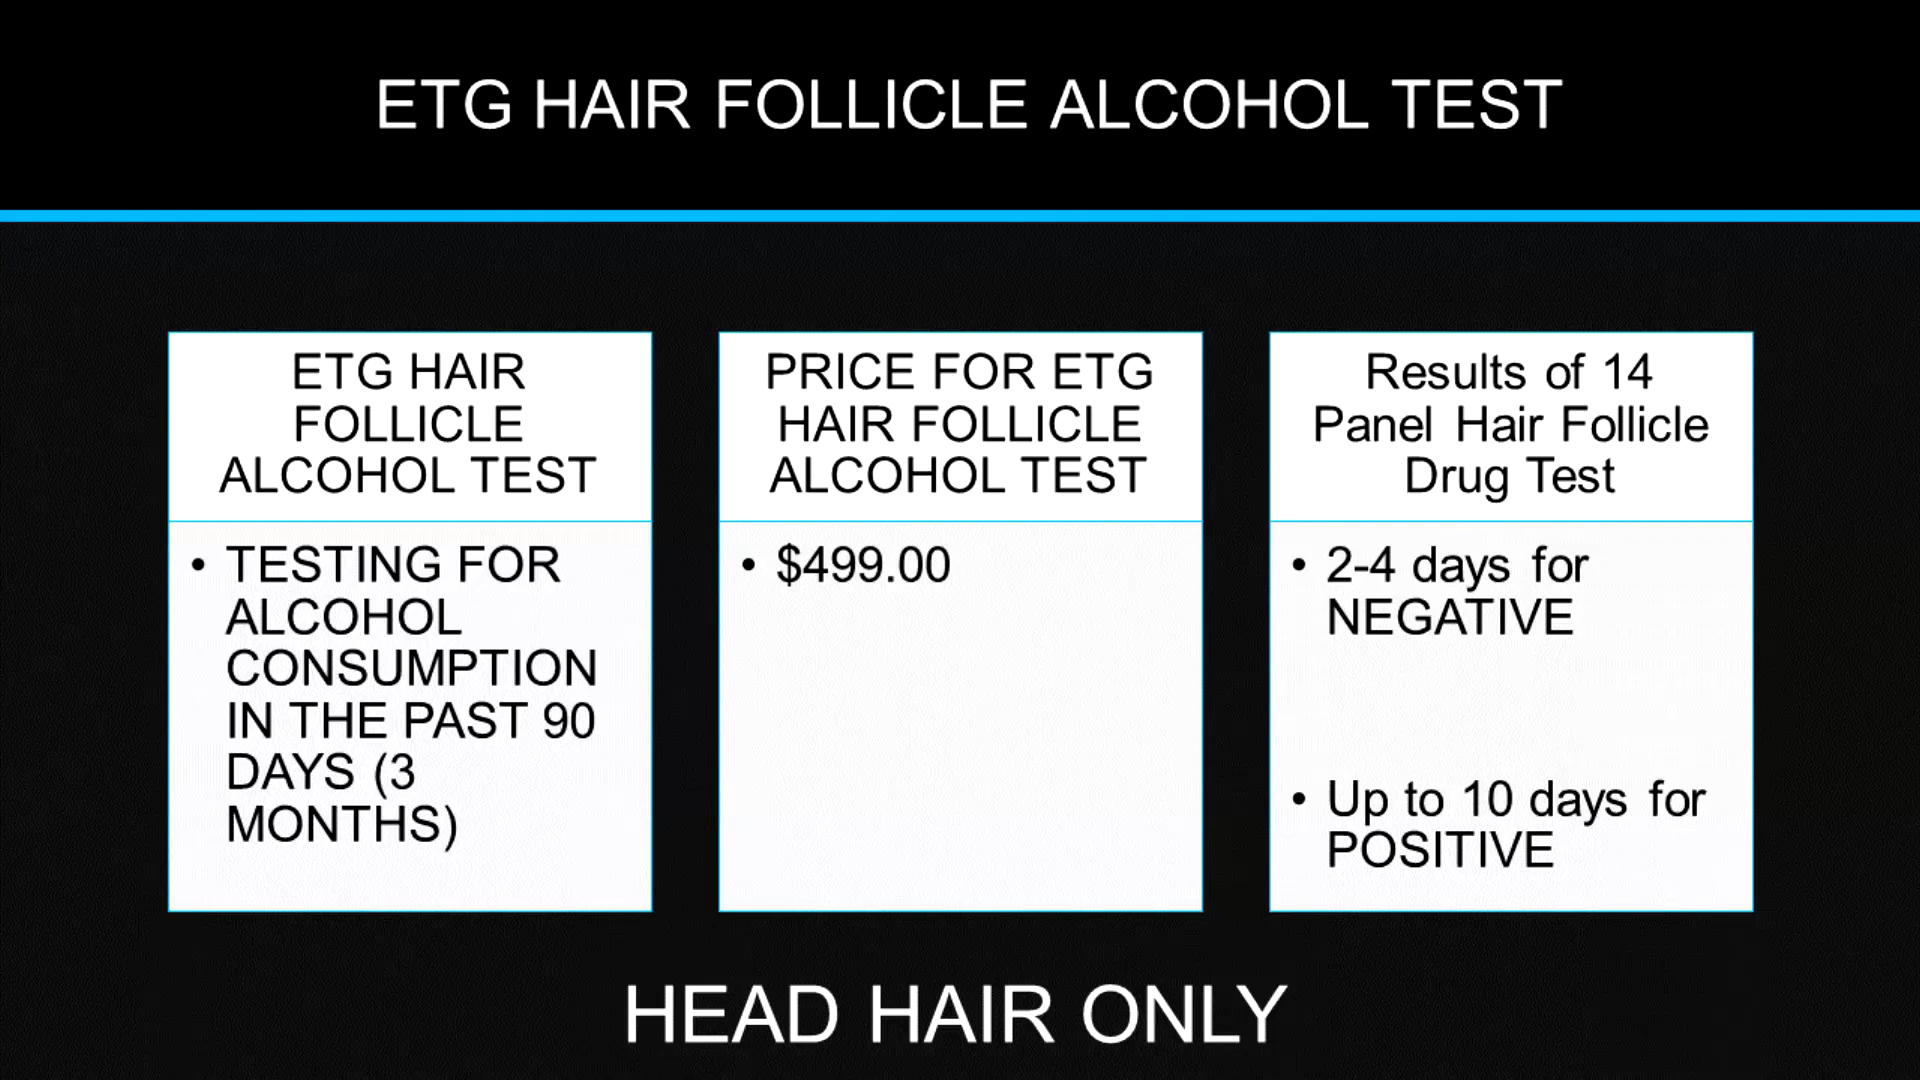 ETG HAIR FOLLICLE ALCOHOL TEST
ETG HAIR
FOLLICLE
ALCOHOL TEST
• TESTING FOR
ALCOHOL
CONSUMPTION
IN THE PAST 90
DAYS (3
MONTHS)
PRICE FOR ETG
HAIR FOLLICLE
ALCOHOL TEST
• $499.00
Results of 14
Panel Hair Follicle
Drug Test
• 2-4 days for
NEGATIVE
• Up to 10 days for
POSITIVE
HEAD HAIR ONLY